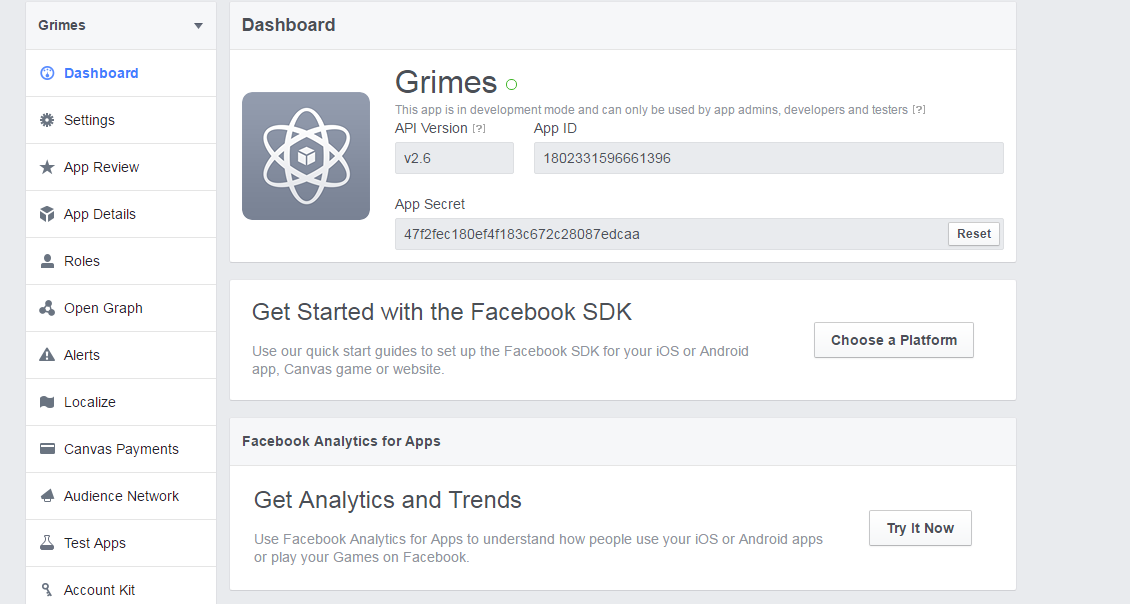 Grimes
Dashboard
Settings
App Review
App Details
Roles
Open Graph
Alerts
Localize
Canvas Payments
Audience Network
Test Apps
Account Kit
Dashboard
Grimes
This app is in development mode and can only be used by app admins, developers and testers [?]
API Version [?] App ID
v2.6 1802331596661396
App Secret
47f2fec180ef4f183c672c28087edcaa Reset
Get Started with the Facebook SDK
Use our quick start guides to set up the Facebook SDK for your iOS or Android
app, Canvas game or website.
Choose a Platform
Facebook Analytics for Apps
Get Analytics and Trends
Use Facebook Analytics for Apps to understand how people use your iOS or Android apps
or play your Games on Facebook.
Try It Now